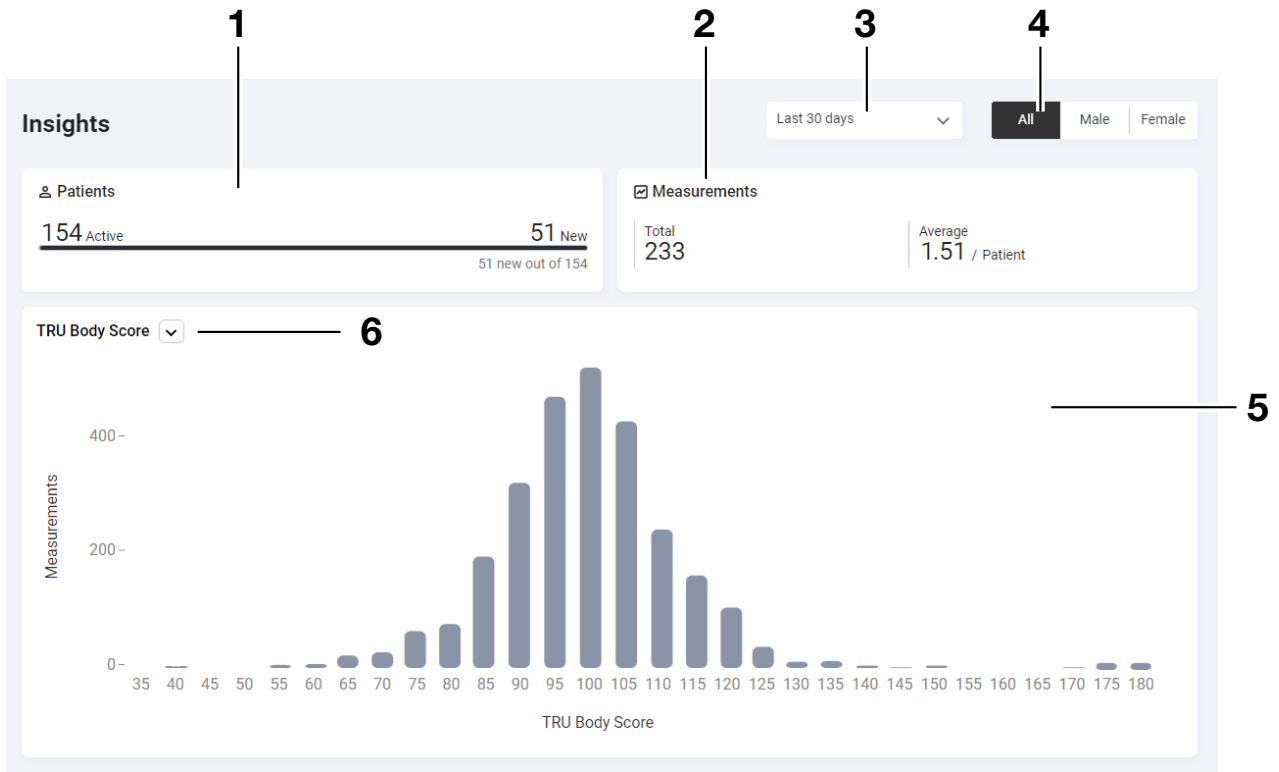 1 2 3 4
Insights
Last 30 days
All Male Female
Patients
154 Active
51 New
51 new out of 154
Measurements
Total
233
Average
1.51 / Patient
TRU Body Score
6
5
400
200
0
Measurements
35 40 45 50 55 60 65 70 75 80 85 90 95 100 105 110 115 120 125 130 135 140 145 150 155 160 165 170 175 180
TRU Body Score